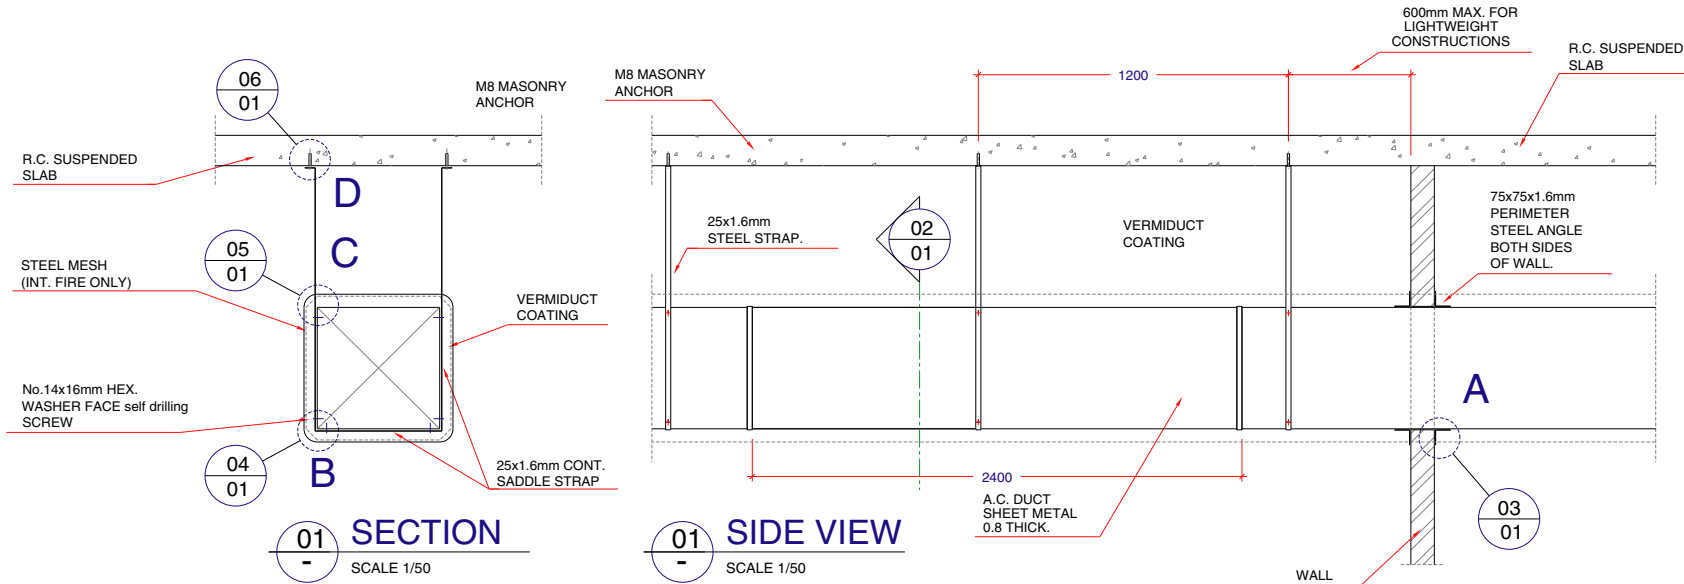 06
01
M8 MASONRY
ANCHOR
R.C. SUSPENDED
SLAB
D
C
05
01
STEEL MESH
(INT. FIRE ONLY)
VERMIDUCT
COATING
No.14x16mm HEX.
WASHER FACE self drilling
SCREW
04
01
B
25x1.6mm CONT.
SADDLE STRAP
01
-
SECTION
SCALE 1/50
M8 MASONRY
ANCHOR
1200
600mm MAX. FOR
LIGHTWEIGHT
CONSTRUCTIONS
R.C. SUSPENDED
SLAB
25x1.6mm
STEEL STRAP.
02
01
VERMIDUCT
COATING
75x75x1.6mm
PERIMETER
STEEL ANGLE
BOTH SIDES
OF WALL.
A
2400
A.C. DUCT
SHEET METAL
0.8 THICK.
03
01
WALL
01
-
SIDE VIEW
SCALE 1/50